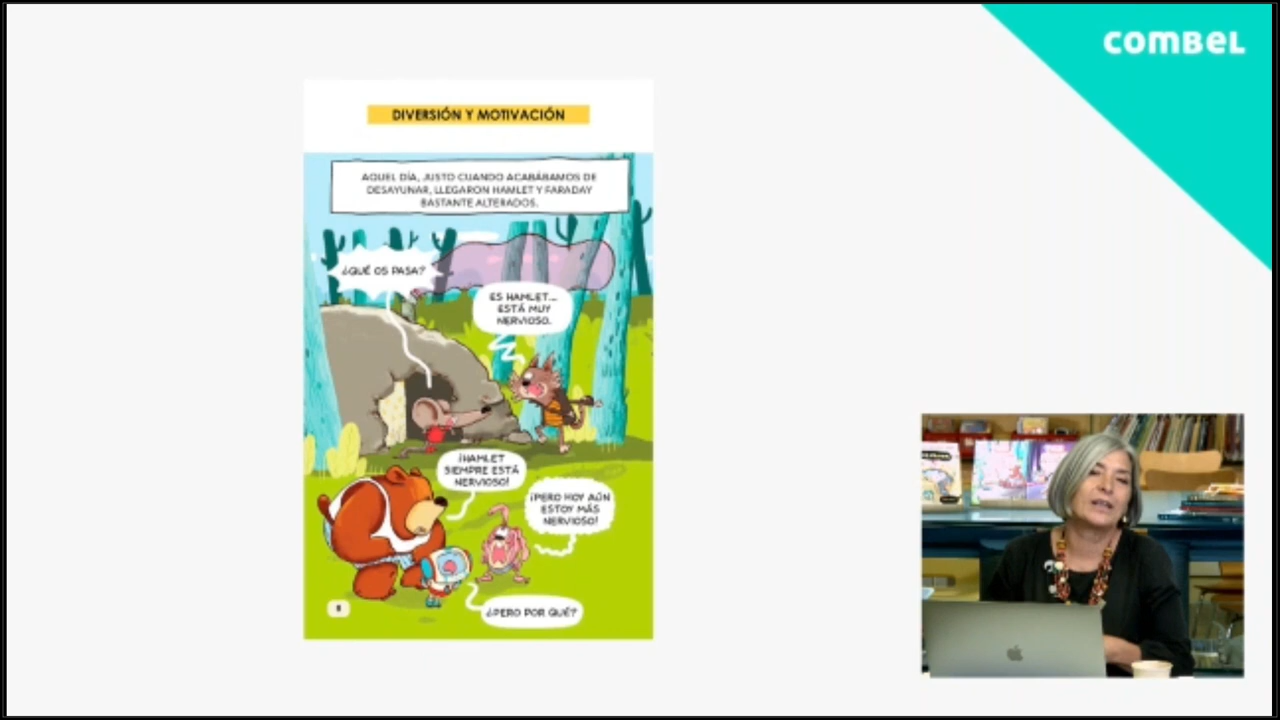 COMBEL
DIVERSIÓN Y MOTIVACIÓN
AQUEL DÍA, JUSTO CUANDO ACABÁBAMOS DE
DESAYUNAR, LLEGARON HAMLET Y FARADAY
BASTANTE ALTERADOS.
¿QUÉ OS PASA?
ES HAMLET...
ESTÁ MUY
NERVIOSO.
¡HAMLET
SIEMPRE ESTÁ
NERVIOSO!
¡PERO HOY AÚN
ESTOY MÁS
NERVIOSO!
¿PERO POR QUÉ?